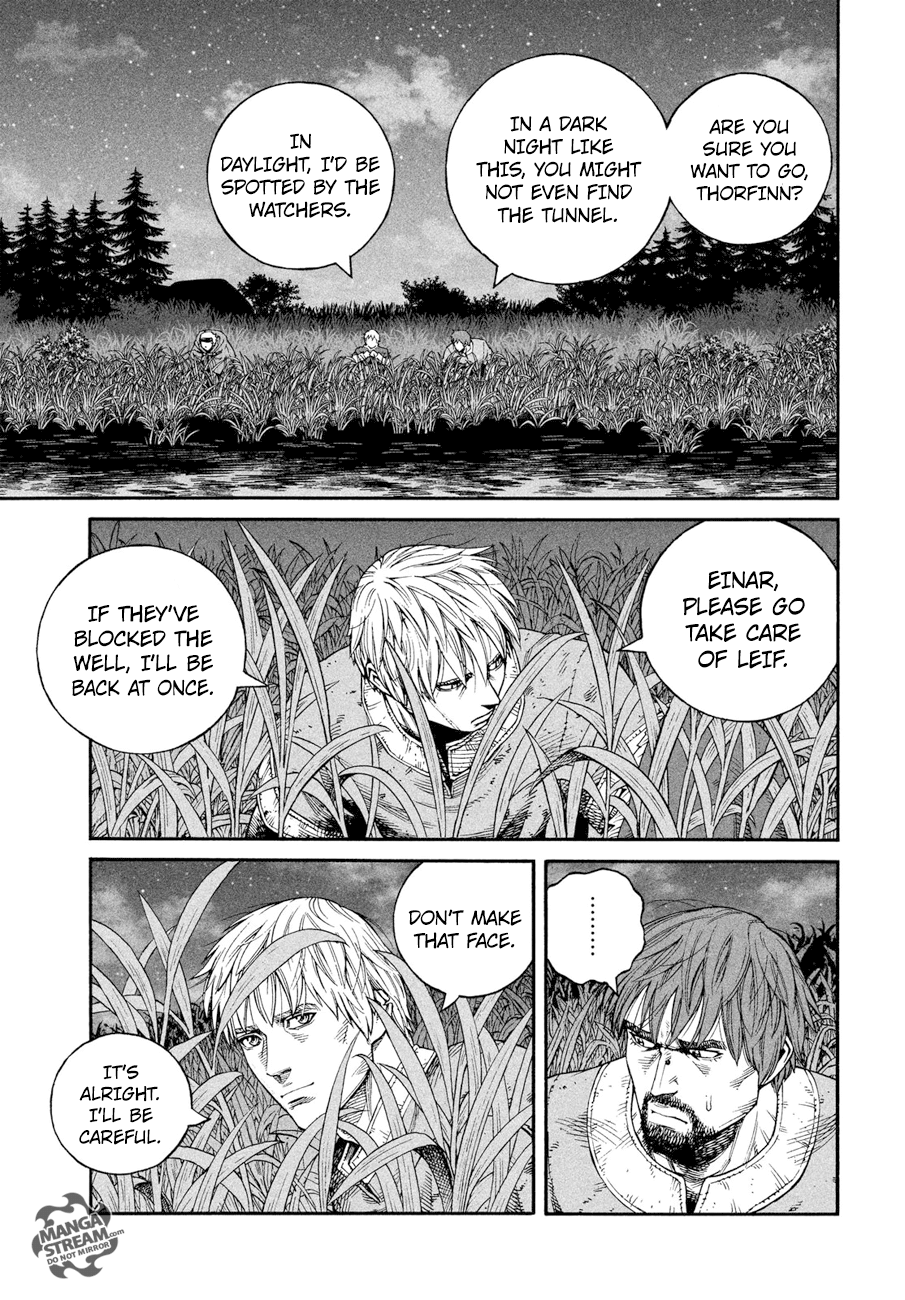 ARE YOU
SURE YOU
WANT TO GO,
THORFINN?
IN A DARK
NIGHT LIKE
THIS, YOU MIGHT
NOT EVEN FIND
THE TUNNEL.
IN
DAYLIGHT, I'D BE
SPOTTED BY THE
WATCHERS.
EINAR,
PLEASE GO
TAKE CARE
OF LEIF.
IF THEY'VE
BLOCKED THE
WELL, I'LL BE
BACK AT ONCE.
.........
DON'T MAKE
THAT FACE.
IT'S
ALRIGHT.
I'LL BE
CAREFUL.
MANGA
STREAM.com
DO NOT MIRROR